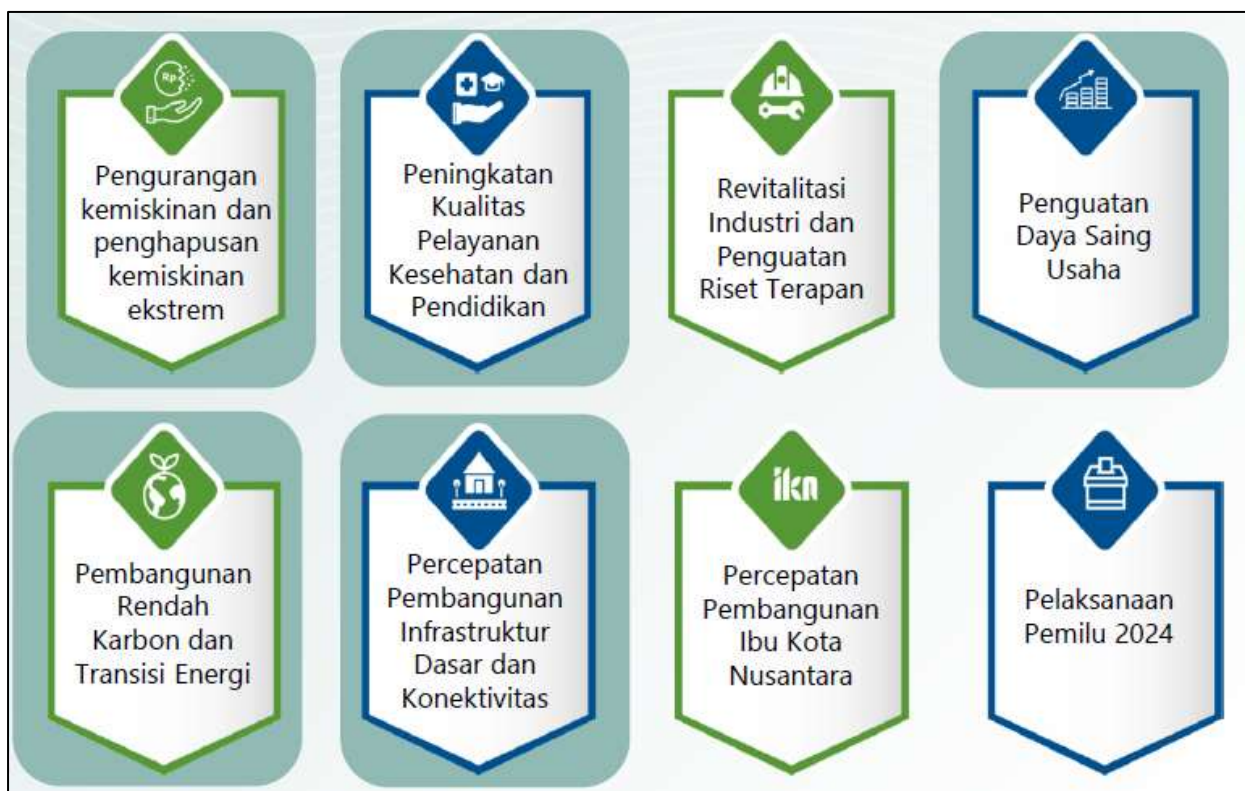 Rp
Pengurangan
kemiskinan dan
penghapusan
kemiskinan
ekstrem
Peningkatan
Kualitas
Pelayanan
Kesehatan dan
Pendidikan
Revitalitasi
Industri dan
Penguatan
Riset Terapan
Penguatan
Daya Saing
Usaha
Pembangunan
Rendah
Karbon dan
Transisi Energi
Percepatan
Pembangunan
Infrastruktur
Dasar dan
Konektivitas
ikn
Percepatan
Pembangunan
Ibu Kota
Nusantara
Pelaksanaan
Pemilu 2024